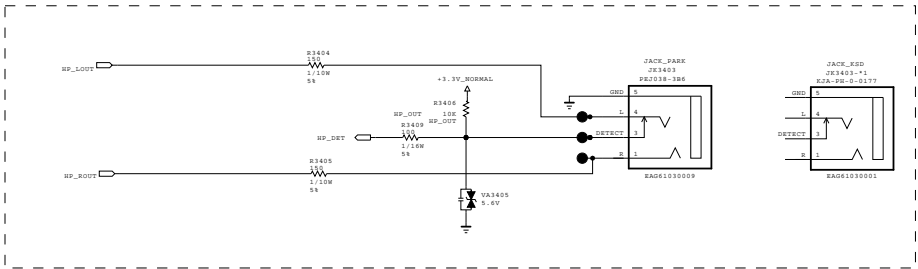 R3404
150
HP_LOUT
1/10W
5%
+3.3V_NORMAL
R3406
HP_OUT
10K
HP_OUT
R3409
100
HP_DET
1/16W
5%
R3405
150
HP_ROUT
1/10W
5%
VA3405
5.6V
JACK_PARK
JK3403
PEJ038-3B6
GND 5
L 4
DETECT 3
R 1
EAG61030009
JACK_KSD
JK3403-*1
KJA-PH-0-0177
GND 5
L 4
DETECT 3
R 1
EAG61030001